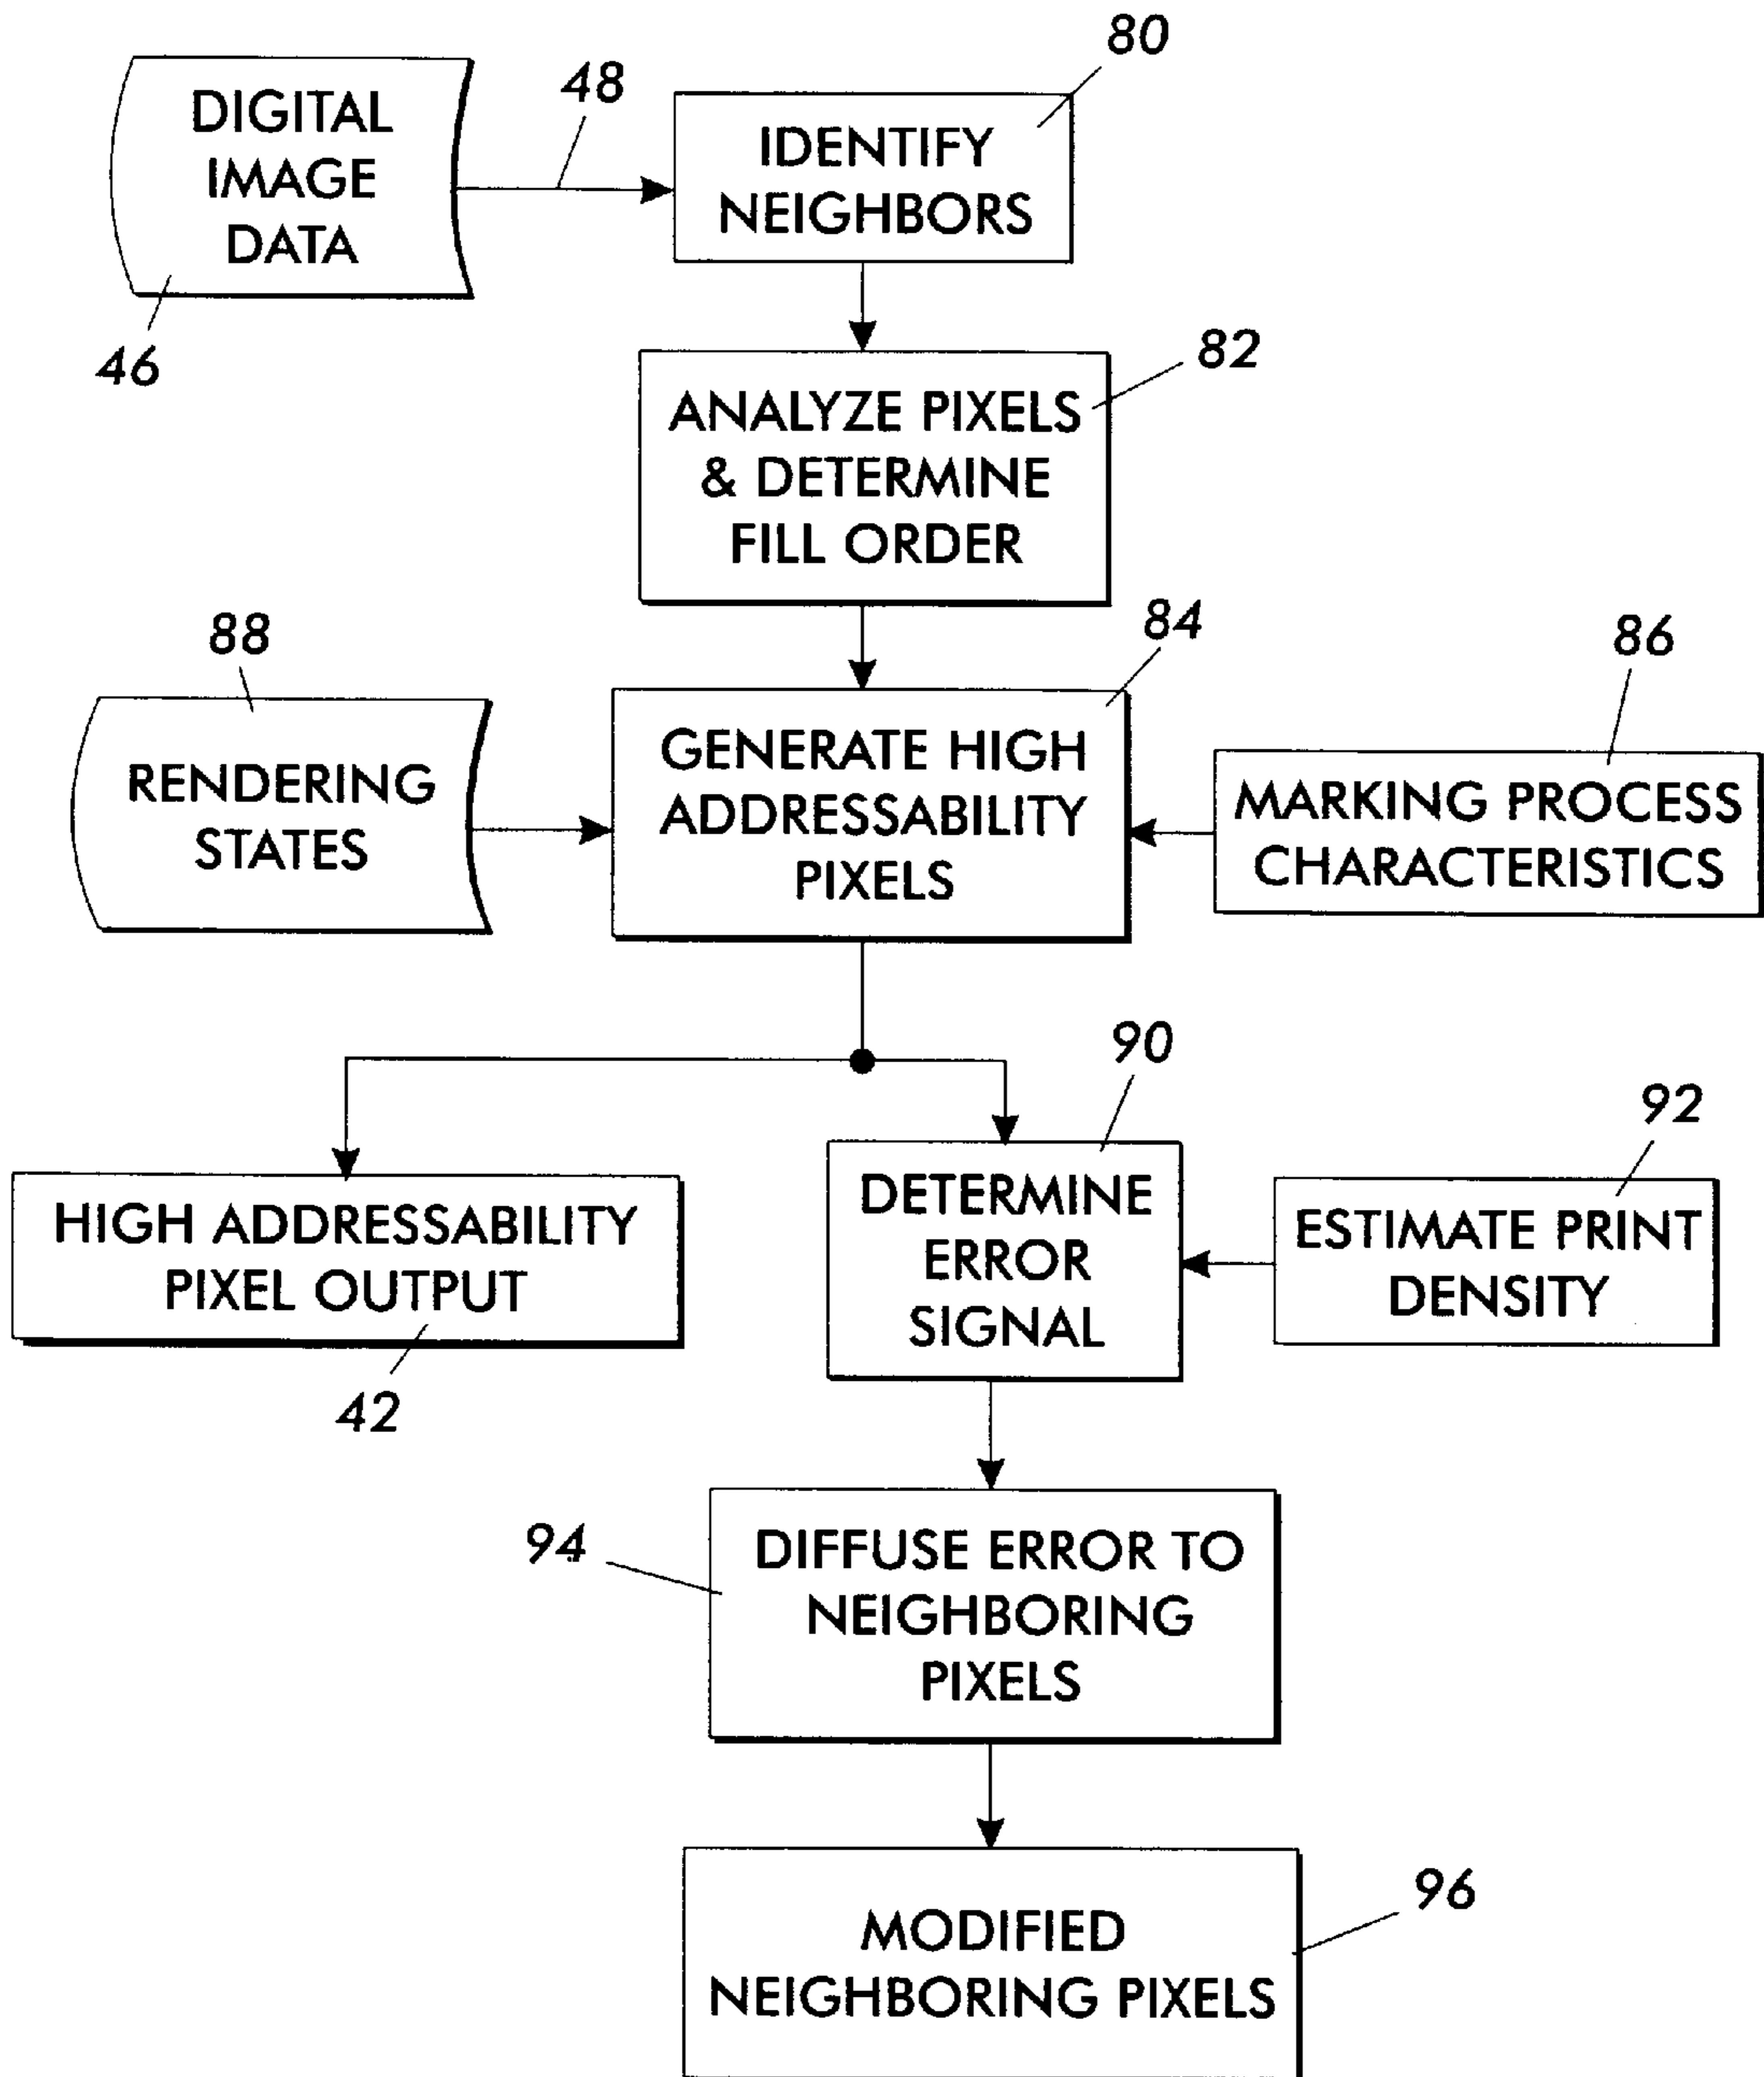 80
48
DIGITAL
IMAGE
DATA
IDENTIFY
NEIGHBORS
46
82
ANALYZE PIXELS
& DETERMINE
FILL ORDER
88
84
86
RENDERING
STATES
GENERATE HIGH
ADDRESSABILITY
PIXELS
MARKING PROCESS
CHARACTERISTICS
90
92
HIGH ADDRESSABILITY
PIXEL OUTPUT
42
DETERMINE
ERROR
SIGNAL
ESTIMATE PRINT
DENSITY
94
DIFFUSE ERROR TO
NEIGHBORING
PIXELS
96
MODIFIED
NEIGHBORING PIXELS